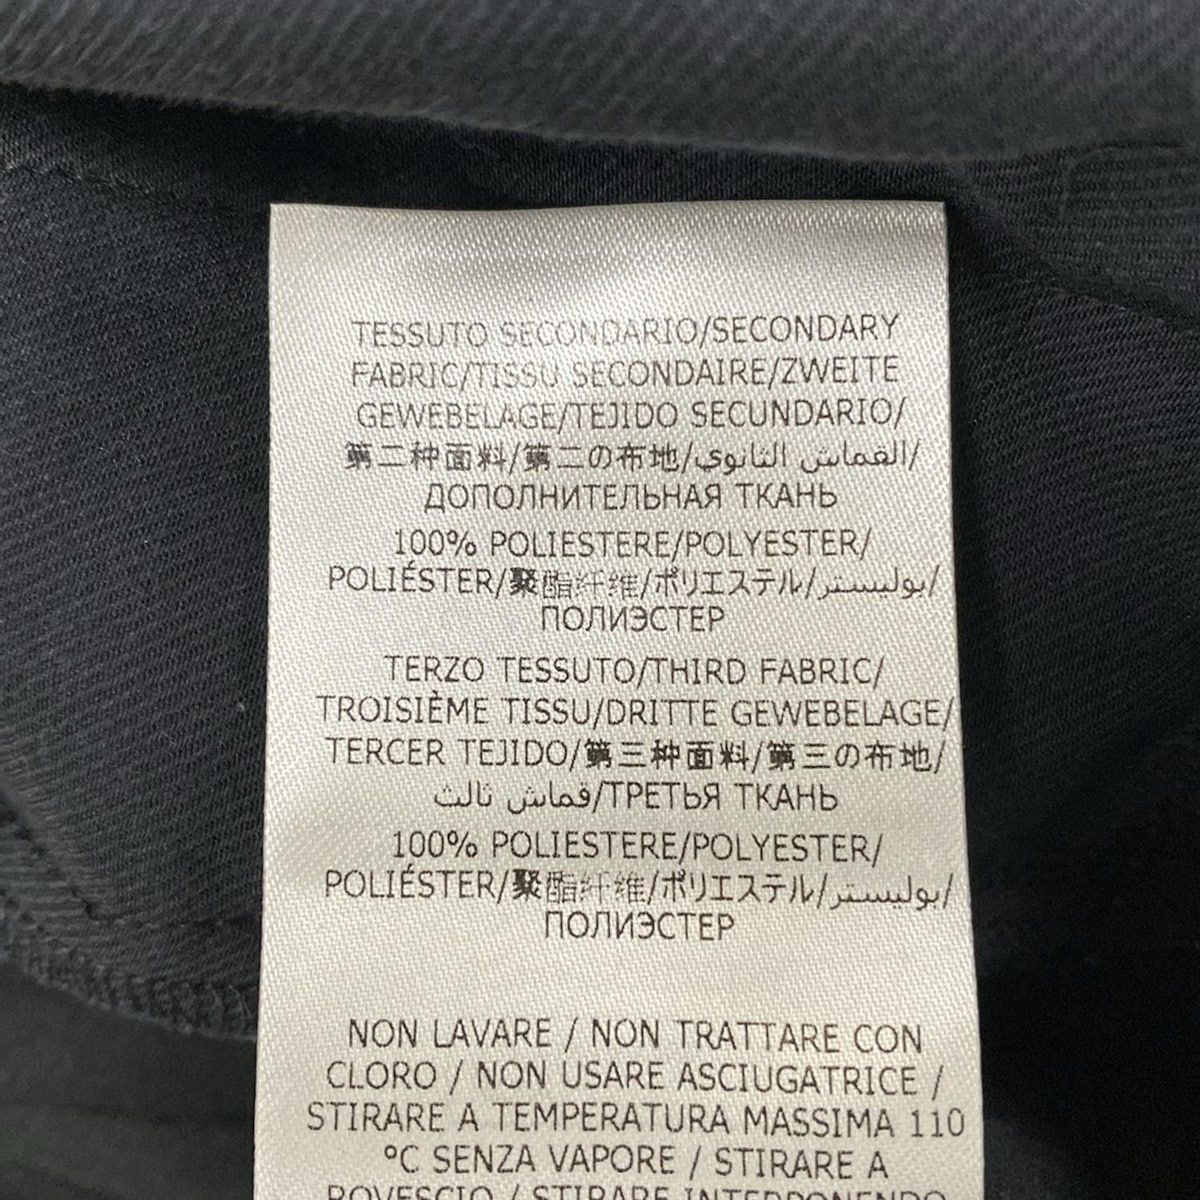 TESSUTO SECONDARIO/SECONDARY
FABRIC/TISSU SECONDAIRE/ZWEITE
GEWEBELAGE/TEJIDO SECUNDARIO/
第二种面料/第二の布地/القماش الثانوي/
ДОПОЛНИТЕЛЬНАЯ ТКАНЬ
100% POLIESTERE/POLYESTER/
POLIÉSTER/聚酯纤维/ポリエステル/بوليستر/
ПОЛИЭСТЕР
TERZO TESSUTO/THIRD FABRIC/
TROISIÈME TISSU/DRITTE GEWEBELAGE/
TERCER TEJIDO/第三种面料/第三の布地/
قماش ثالث/ТРЕТЬЯ ТКАНЬ
100% POLIESTERE/POLYESTER/
POLIÉSTER/聚酯纤维/ポリエステル/بوليستر/
ПОЛИЭСТЕР
NON LAVARE / NON TRATTARE CON
CLORO / NON USARE ASCIUGATRICE /
STIRARE A TEMPERATURA MASSIMA 110
°C SENZA VAPORE / STIRARE A
ROVESCIO / STIRARE INTERPONENDO